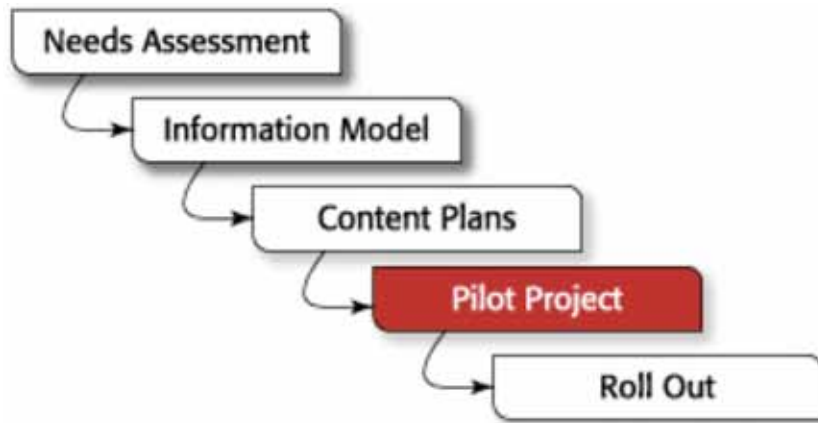 Needs Assessment
Information Model
Content Plans
Pilot Project
Roll Out